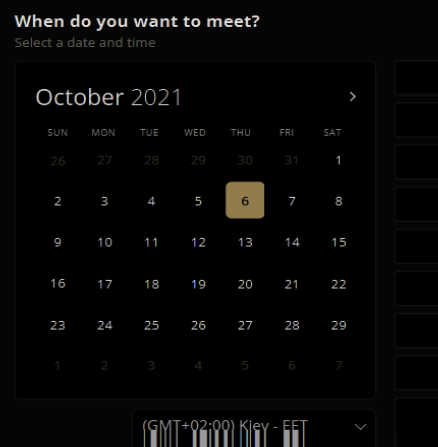 When do you want to meet?
Select a date and time
October 2021
SUN MON TUE WED THU FRI SAT
26 27 28 29 30 31 1
2 3 4 5 6 7 8
9 10 11 12 13 14 15
16 17 18 19 20 21 22
23 24 25 26 27 28 29
1 2 3 4 5 6 7
(GMT+02:00) Kiev - EET